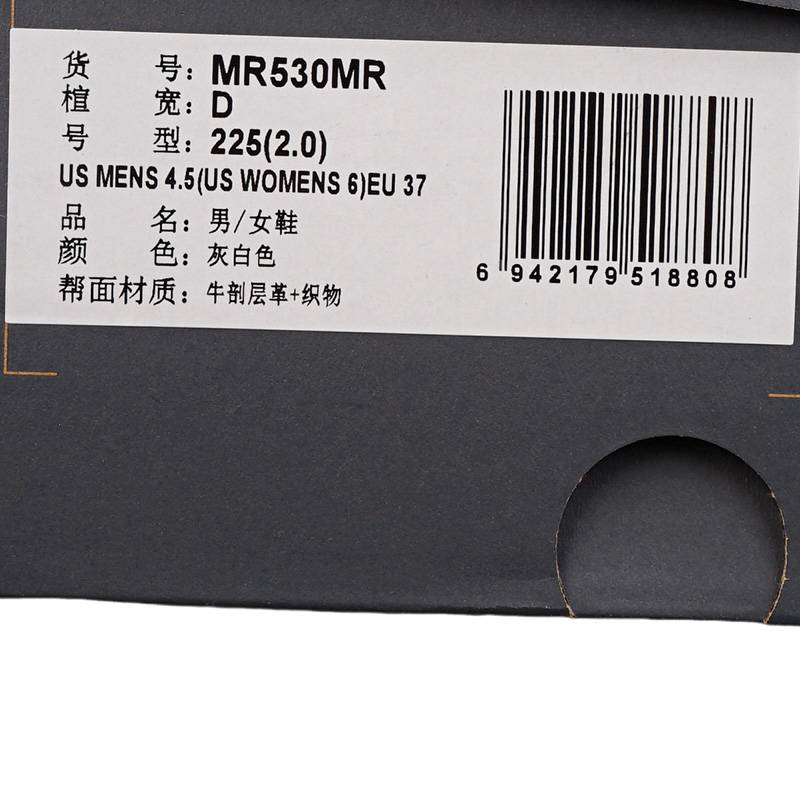 货 号：MR530MR
楦 宽：D
号 型：225(2.0)
US MENS 4.5(US WOMENS 6)EU 37
品 名：男/女鞋
颜 色：灰白色
帮面材质：牛剖层革+织物
6 942179 518808